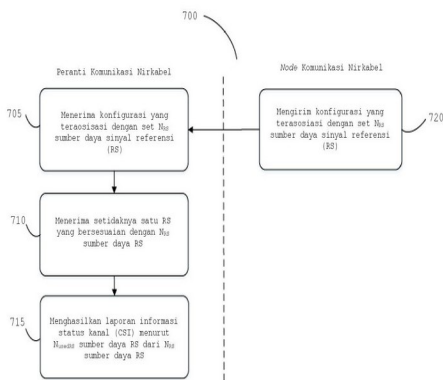 700
Peranti Komunikasi Nirkabel
Node Komunikasi Nirkabel
705
Menerima konfigurasi yang
teraosisasi dengan set NRS
sumber daya sinyal referensi
(RS)
Mengirim konfigurasi yang
terasosiasi dengan set NRS
sumber daya sinyal referensi
(RS)
720
710
Menerima setidaknya satu RS
yang bersesuaian dengan NRS
sumber daya RS
715
Menghasilkan laporan informasi
status kanal (CSI) menurut
NusedRS sumber daya RS dari NRS
sumber daya RS